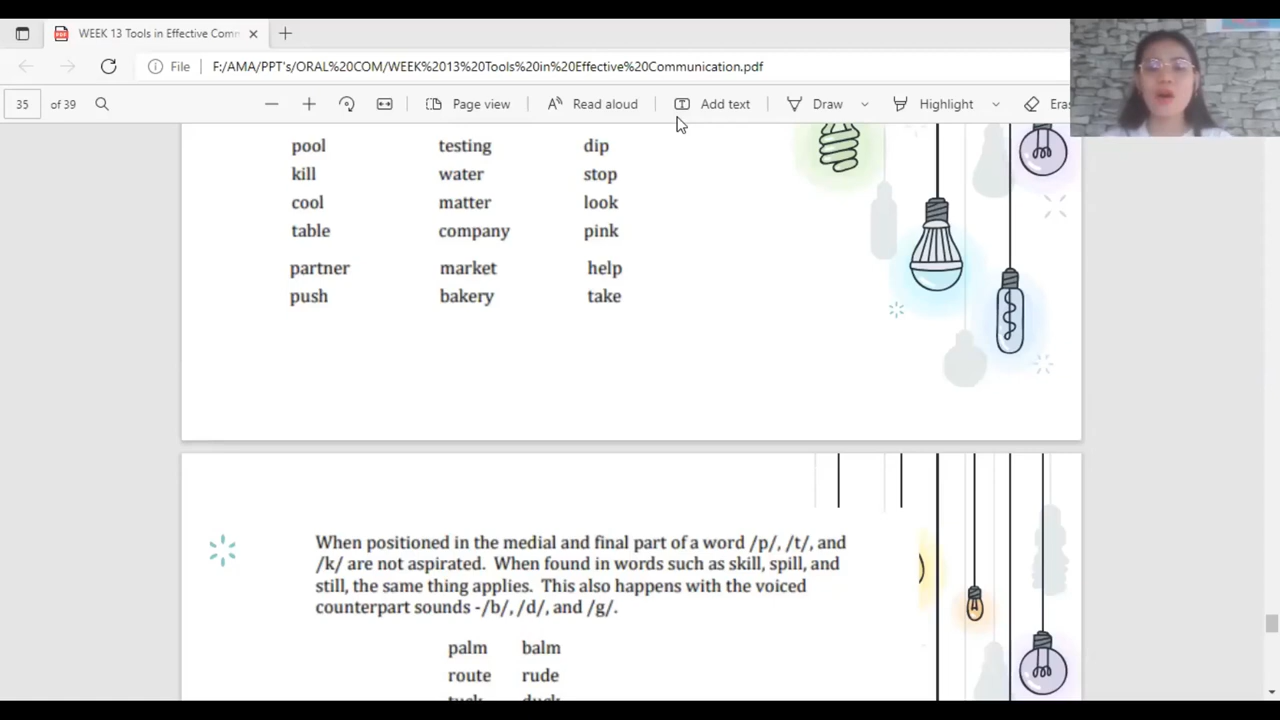 WEEK 13 Tools in Effective Comm
File F:/AMA/PPT's/ORAL%20COM/WEEK%2013%20Tools%20in%20Effective%20Communication.pdf
35 of 39 Page view Read aloud Add text Draw Highlight Eras
pool testing dip
kill water stop
cool matter look
table company pink
partner market help
push bakery take
When positioned in the medial and final part of a word /p/, /t/, and
/k/ are not aspirated. When found in words such as skill, spill, and
still, the same thing applies. This also happens with the voiced
counterpart sounds -/b/, /d/, and /g/.
palm balm
route rude
tuck duck